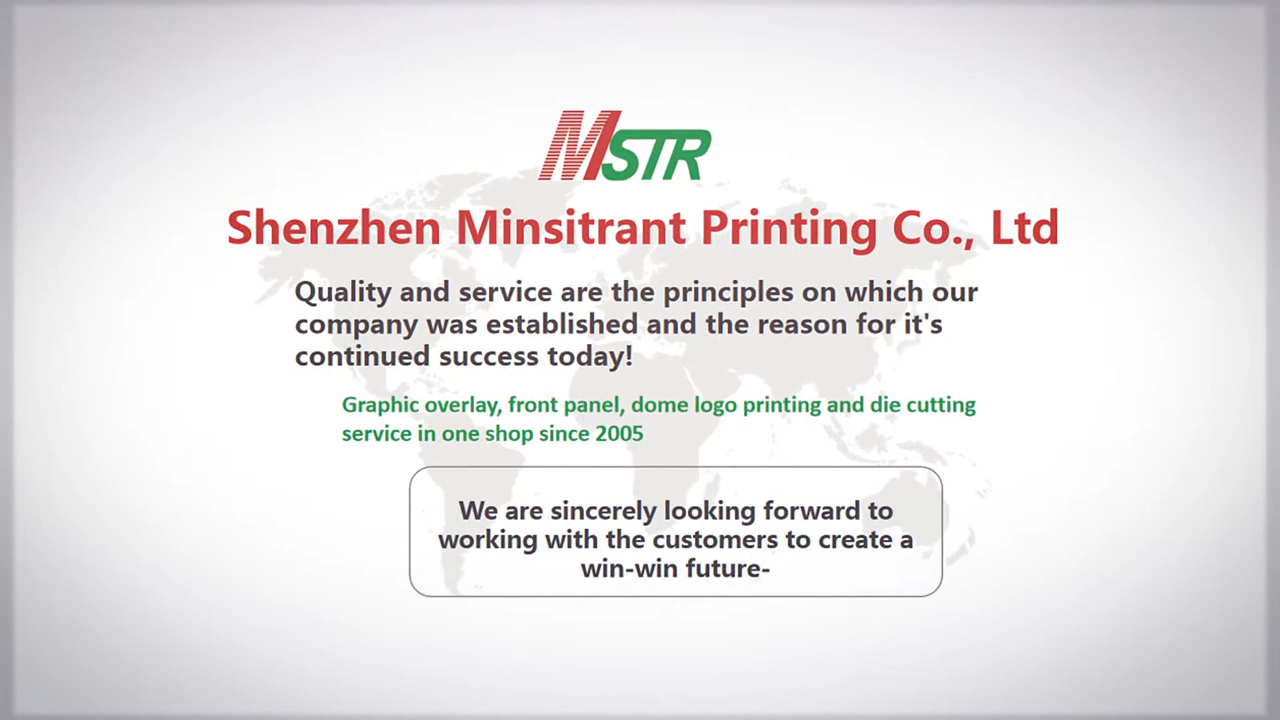 MSTR
Shenzhen Minsitrant Printing Co., Ltd
Quality and service are the principles on which our
company was established and the reason for it's
continued success today!
Graphic overlay, front panel, dome logo printing and die cutting
service in one shop since 2005
We are sincerely looking forward to
working with the customers to create a
win-win future-